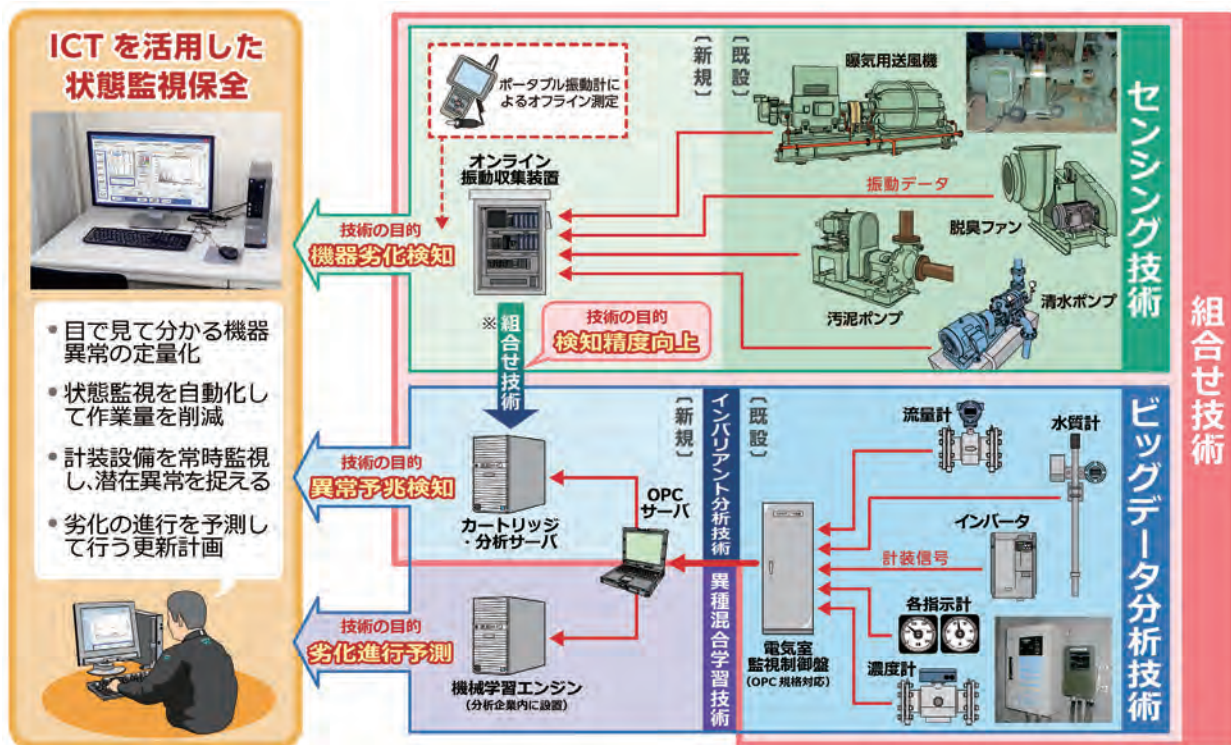 ICT を活用した
状態監視保全
• 目で見て分かる機器
異常の定量化
• 状態監視を自動化し
て作業量を削減
• 計装設備を常時監視
し、潜在異常を捉える
• 劣化の進行を予測し
て行う更新計画
技術の目的
機器劣化検知
技術の目的
異常予兆検知
技術の目的
劣化進行予測
ポータブル振動計に
よるオフライン測定
オンライン
振動収集装置
〔新規〕
〔既設〕
曝気用送風機
振動データ
脱臭ファン
汚泥ポンプ
清水ポンプ
センシング技術
※
組合せ技術
技術の目的
検知精度向上
組合せ技術
〔新規〕
インバリアント分析技術
〔既設〕
カートリッジ
・分析サーバ
OPC
サーバ
機械学習エンジン
(分析企業内に設置)
異種混合学習技術
流量計
水質計
インバータ
計装信号
各指示計
電気室
監視制御盤
(OPC 規格対応)
濃度計
ビッグデータ分析技術